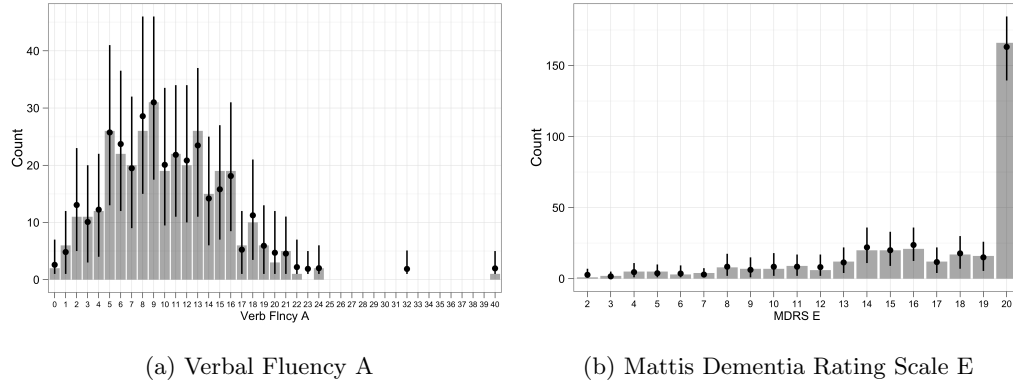 40
30
20
10
0
Count
0 1 2 3 4 5 6 7 8 9 10 11 12 13 14 15 16 17 18 19 20 21 22 23 24 25 26 27 28 29 30 31 32 33 34 35 36 37 38 39 40
Verb Flncy A
150
100
50
0
Count
2 3 4 5 6 7 8 9 10 11 12 13 14 15 16 17 18 19 20
MDRS E
(a) Verbal Fluency A
(b) Mattis Dementia Rating Scale E